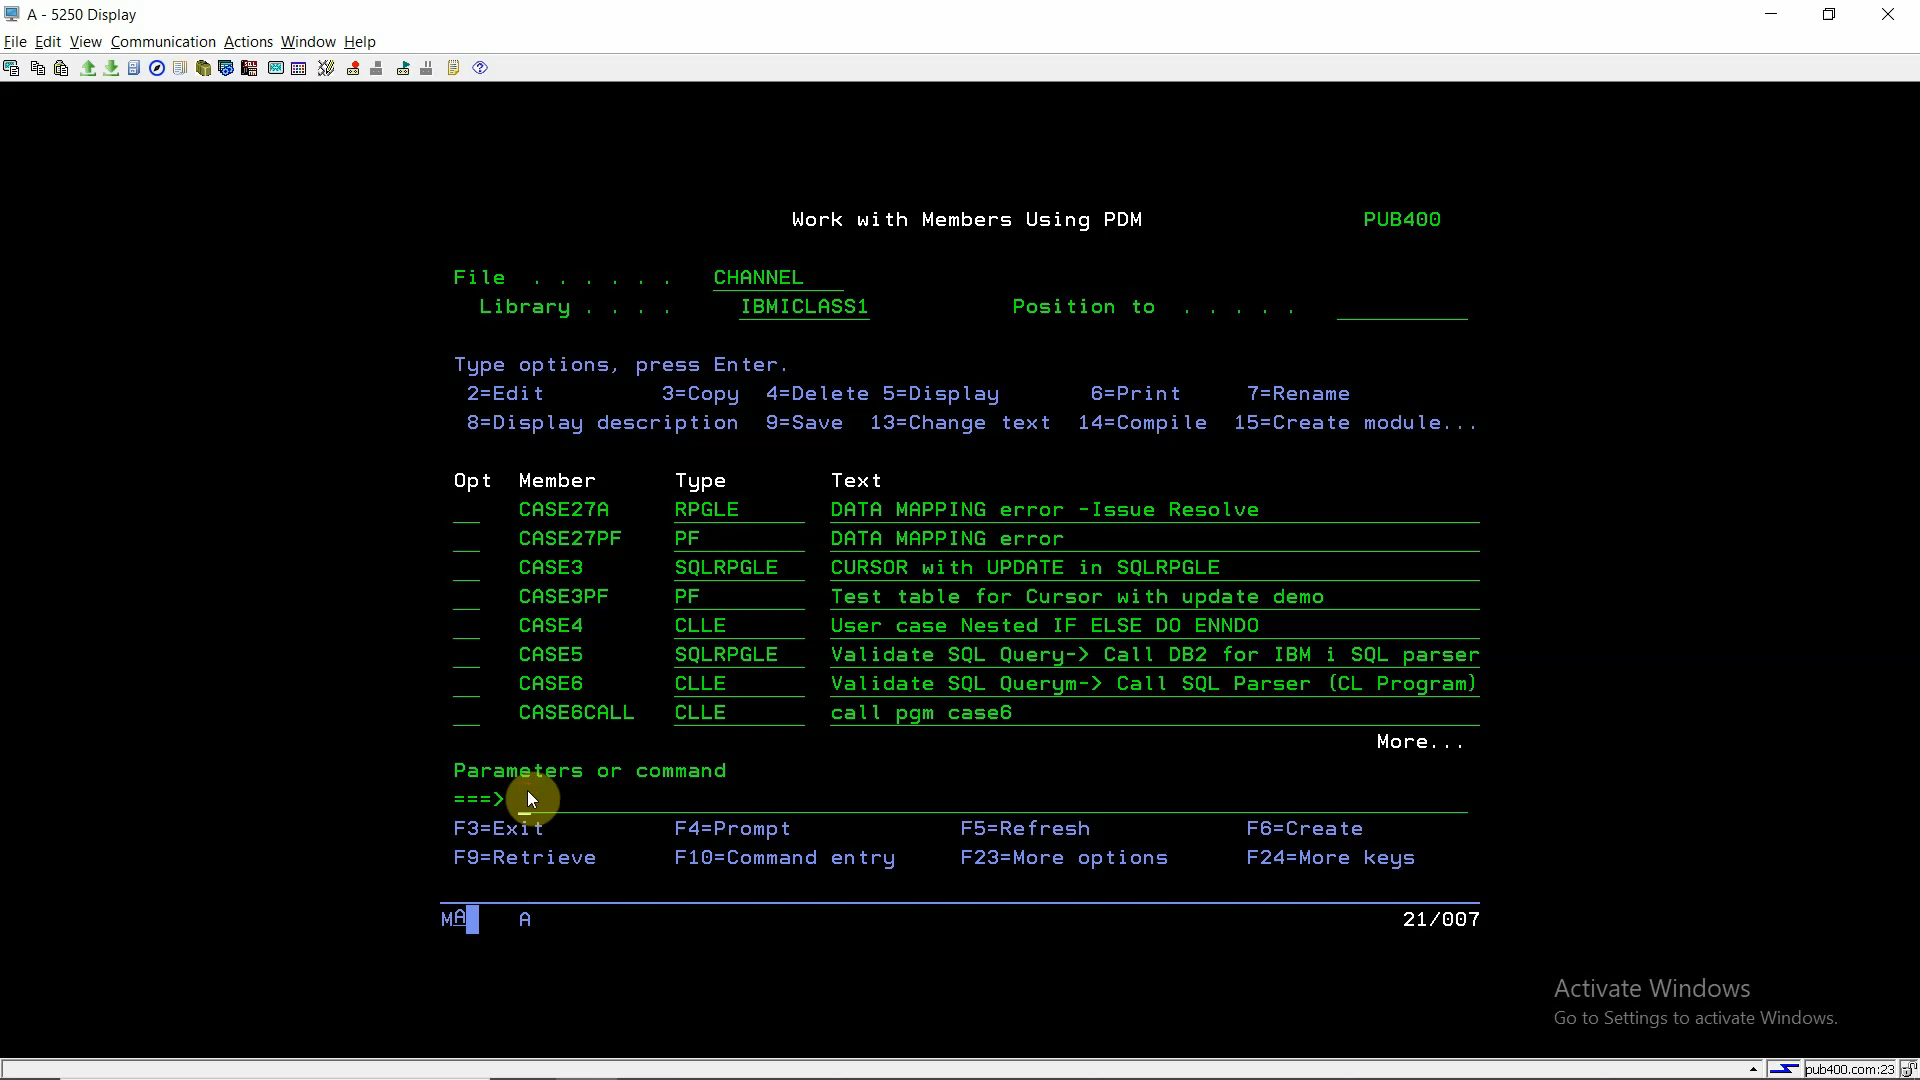 A - 5250 Display
File Edit View Communication Actions Window Help
Work with Members Using PDM PUB400
File . . . . . . CHANNEL
Library . . . . IBMICLASS1 Position to . . . . .
Type options, press Enter.
2=Edit 3=Copy 4=Delete 5=Display 6=Print 7=Rename
8=Display description 9=Save 13=Change text 14=Compile 15=Create module...
Opt Member Type Text
CASE27A RPGLE DATA MAPPING error -Issue Resolve
CASE27PF PF DATA MAPPING error
CASE3 SQLRPGLE CURSOR with UPDATE in SQLRPGLE
CASE3PF PF Test table for Cursor with update demo
CASE4 CLLE User case Nested IF ELSE DO ENNDO
CASE5 SQLRPGLE Validate SQL Query-> Call DB2 for IBM i SQL parser
CASE6 CLLE Validate SQL Querym-> Call SQL Parser (CL Program)
CASE6CALL CLLE call pgm case6
More...
Parameters or command
===>
F3=Exit F4=Prompt F5=Refresh F6=Create
F9=Retrieve F10=Command entry F23=More options F24=More keys
MA A 21/007
Activate Windows
Go to Settings to activate Windows.
pub400.com:23